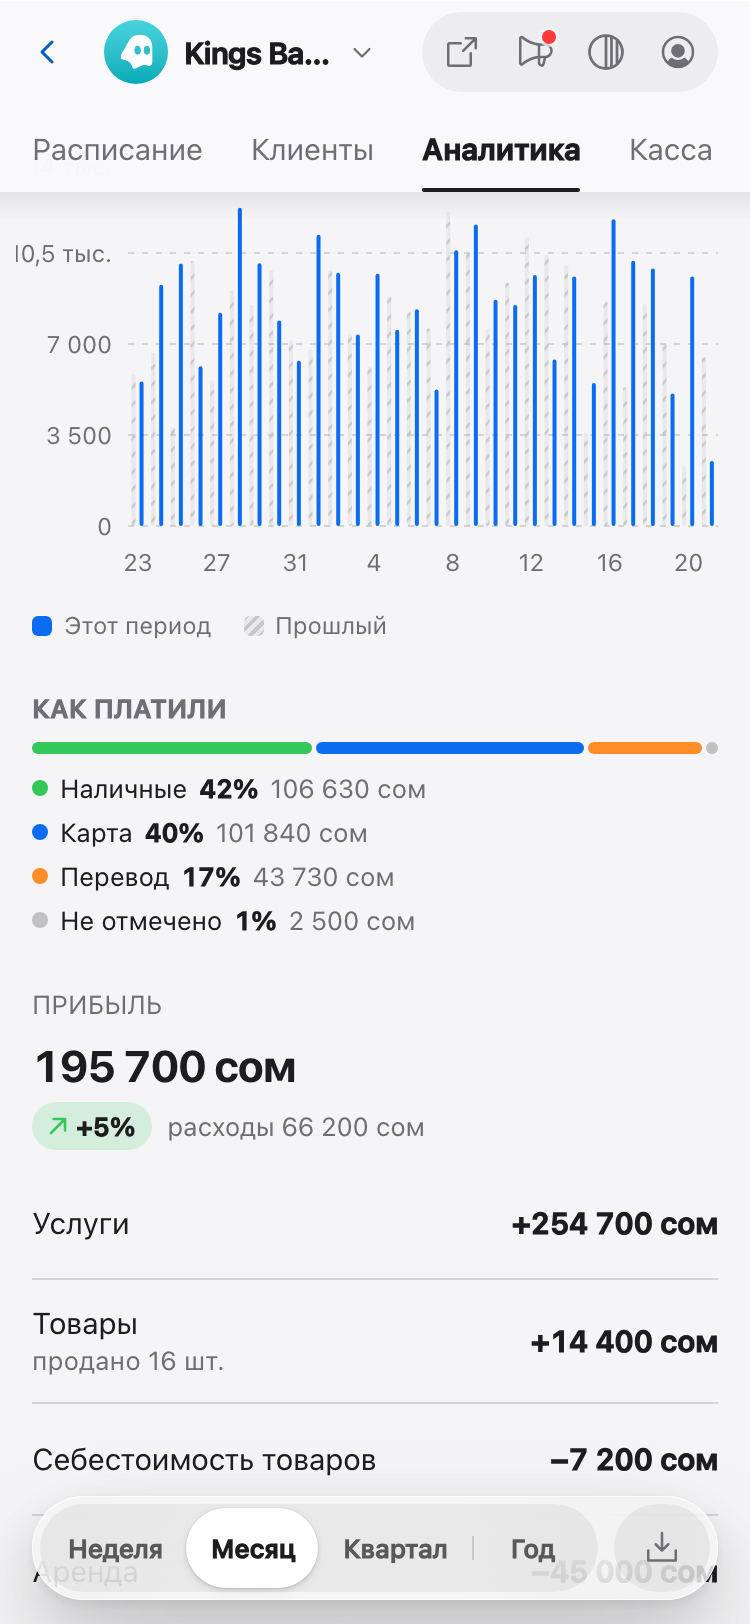 Kings Ba...
Расписание Клиенты Аналитика Касса
10,5 тыс.
7 000
3 500
0
23 27 31 4 8 12 16 20
Этот период Прошлый
КАК ПЛАТИЛИ
Наличные 42% 106 630 сом
Карта 40% 101 840 сом
Перевод 17% 43 730 сом
Не отмечено 1% 2 500 сом
ПРИБЫЛЬ
195 700 сом
+5% расходы 66 200 сом
Услуги +254 700 сом
Товары
+14 400 сом
продано 16 шт.
Себестоимость товаров –7 200 сом
Неделя Месяц Квартал Год
Аренда –45 000 сом